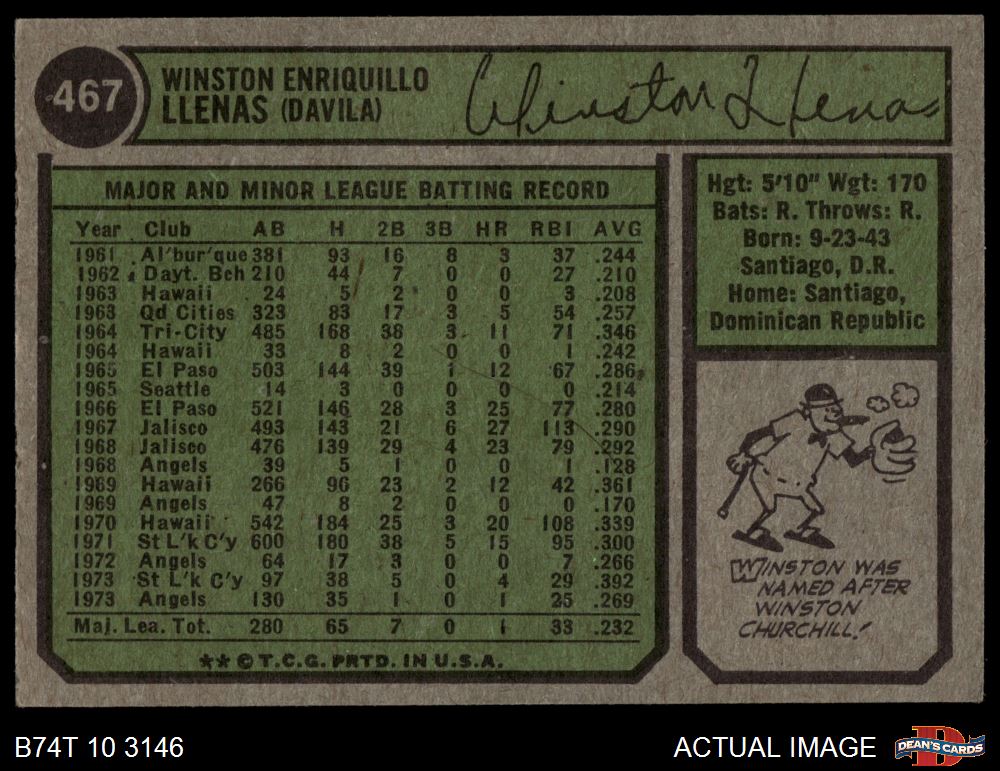 467
WINSTON ENRIQUILLO
LLENAS (DAVILA)
Winston Llenas
MAJOR AND MINOR LEAGUE BATTING RECORD
Year Club AB H 2B 3B HR RBI AVG
1961 Al'bur'que 381 93 16 8 3 37 .244
1962 Dayt. Bch 210 44 7 0 0 27 .210
1963 Hawaii 24 5 2 0 0 3 .208
1963 Qd Cities 323 83 17 3 5 54 .257
1964 Tri-City 485 168 38 3 11 71 .346
1964 Hawaii 33 8 2 0 0 1 .242
1965 El Paso 503 144 39 1 12 67 .286
1965 Seattle 14 3 0 0 0 0 .214
1966 El Paso 521 146 28 3 25 77 .280
1967 Jalisco 493 143 21 6 27 113 .290
1968 Jalisco 476 139 29 4 23 79 .292
1968 Angels 39 5 1 0 0 1 .128
1969 Hawaii 266 96 23 2 12 42 .361
1969 Angels 47 8 2 0 0 0 .170
1970 Hawaii 542 184 25 3 20 108 .339
1971 St L'k C'y 600 180 38 5 15 95 .300
1972 Angels 64 17 3 0 0 7 .266
1973 St L'k C'y 97 38 5 0 4 29 .392
1973 Angels 130 35 1 0 1 25 .269
Maj. Lea. Tot. 280 65 7 0 1 33 .232
** © T.C.G. PRTD. IN U.S.A.
Hgt: 5'10" Wgt: 170
Bats: R. Throws: R.
Born: 9-23-43
Santiago, D.R.
Home: Santiago,
Dominican Republic
WINSTON WAS
NAMED AFTER
WINSTON
CHURCHILL!
B74T 10 3146
ACTUAL IMAGE
D
DEAN'S CARDS